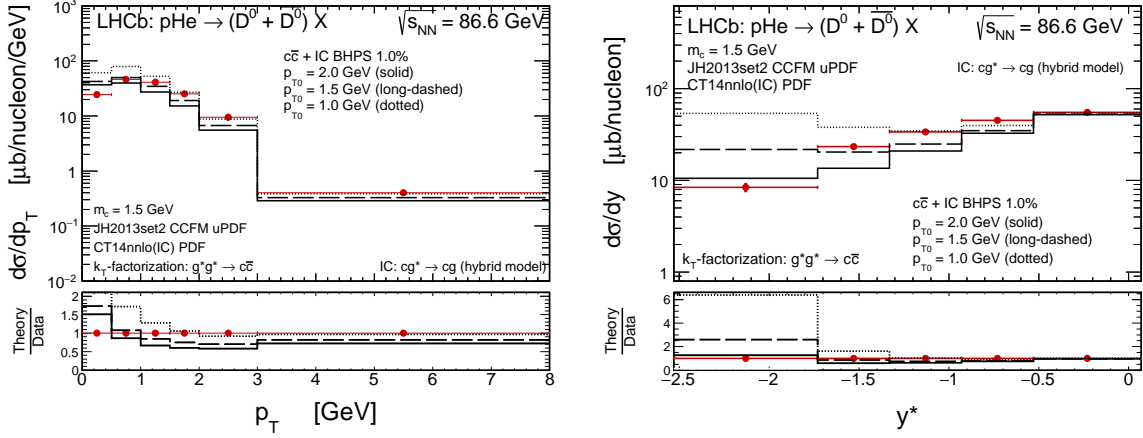 LHCb: pHe → (D⁰ + D̅⁰) X √s_NN = 86.6 GeV
cc̅ + IC BHPS 1.0%
p_T0 = 2.0 GeV (solid)
p_T0 = 1.5 GeV (long-dashed)
p_T0 = 1.0 GeV (dotted)
m_c = 1.5 GeV
JH2013set2 CCFM uPDF
CT14nnlo(IC) PDF
k_T-factorization: g*g* → cc̅ IC: cg* → cg (hybrid model)
dσ/dp_T [μb/nucleon/GeV]
10³
10²
10
1
10⁻¹
10⁻²
Theory
Data
2
1.5
1
0.5
0
0 1 2 3 4 5 6 7 8
p_T [GeV]
LHCb: pHe → (D⁰ + D̅⁰) X √s_NN = 86.6 GeV
m_c = 1.5 GeV
JH2013set2 CCFM uPDF
CT14nnlo(IC) PDF
IC: cg* → cg (hybrid model)
cc̅ + IC BHPS 1.0%
p_T0 = 2.0 GeV (solid)
p_T0 = 1.5 GeV (long-dashed)
p_T0 = 1.0 GeV (dotted)
k_T-factorization: g*g* → cc̅
dσ/dy [μb/nucleon]
10²
10
1
Theory
Data
6
4
2
0
−2.5 −2 −1.5 −1 −0.5 0
y*